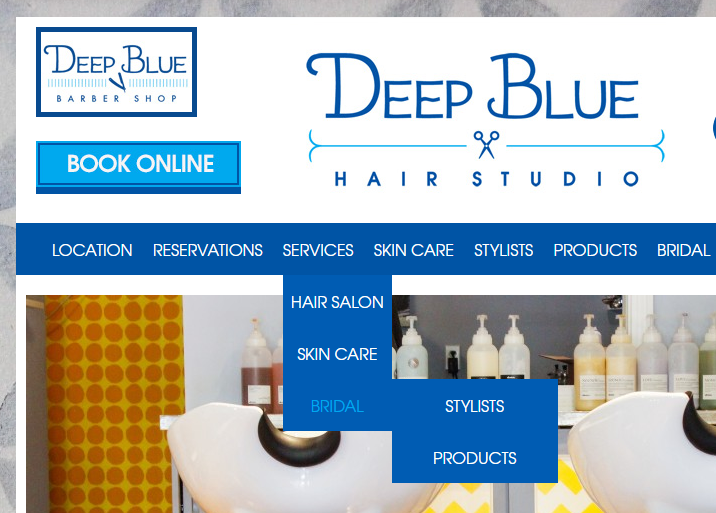 DEEP BLUE
BARBER SHOP
DEEP BLUE
HAIR STUDIO
BOOK ONLINE
LOCATION RESERVATIONS SERVICES SKIN CARE STYLISTS PRODUCTS BRIDAL
HAIR SALON
SKIN CARE
BRIDAL STYLISTS
PRODUCTS